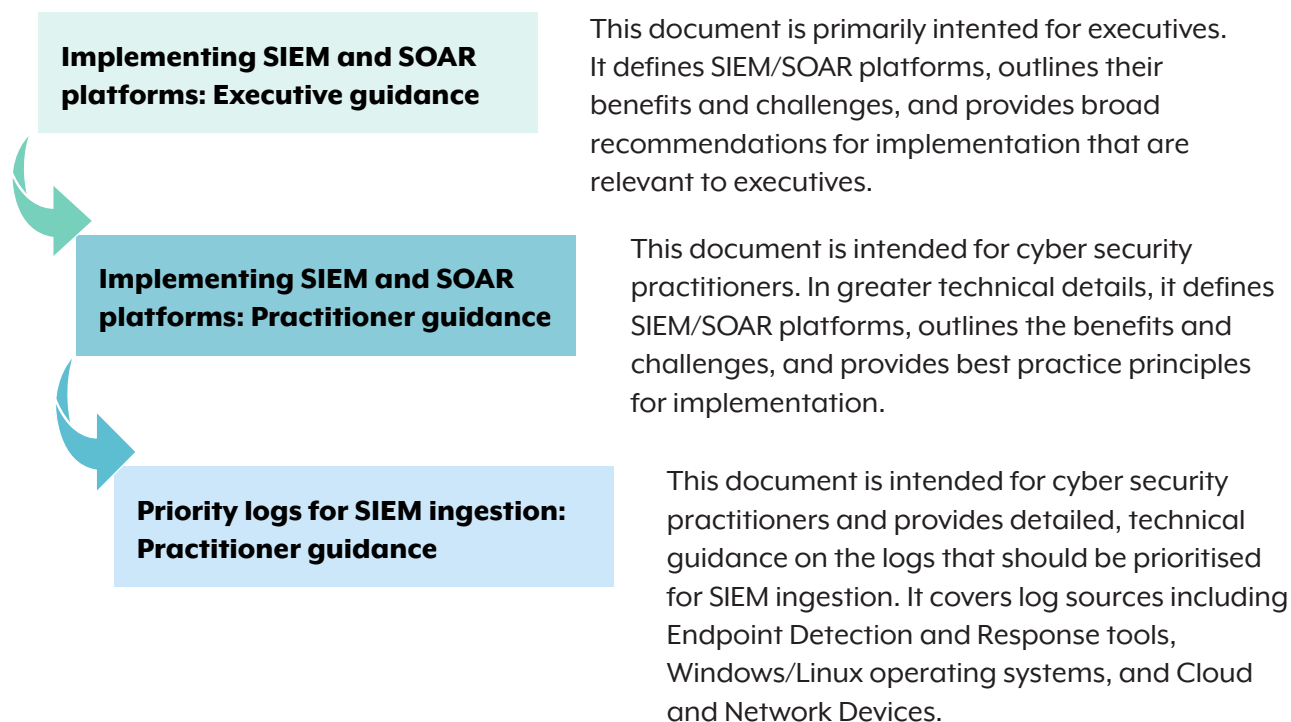 Implementing SIEM and SOAR
platforms: Executive guidance
This document is primarily intented for executives.
It defines SIEM/SOAR platforms, outlines their
benefits and challenges, and provides broad
recommendations for implementation that are
relevant to executives.
Implementing SIEM and SOAR
platforms: Practitioner guidance
This document is intended for cyber security
practitioners. In greater technical details, it defines
SIEM/SOAR platforms, outlines the benefits and
challenges, and provides best practice principles
for implementation.
Priority logs for SIEM ingestion:
Practitioner guidance
This document is intended for cyber security
practitioners and provides detailed, technical
guidance on the logs that should be prioritised
for SIEM ingestion. It covers log sources including
Endpoint Detection and Response tools,
Windows/Linux operating systems, and Cloud
and Network Devices.